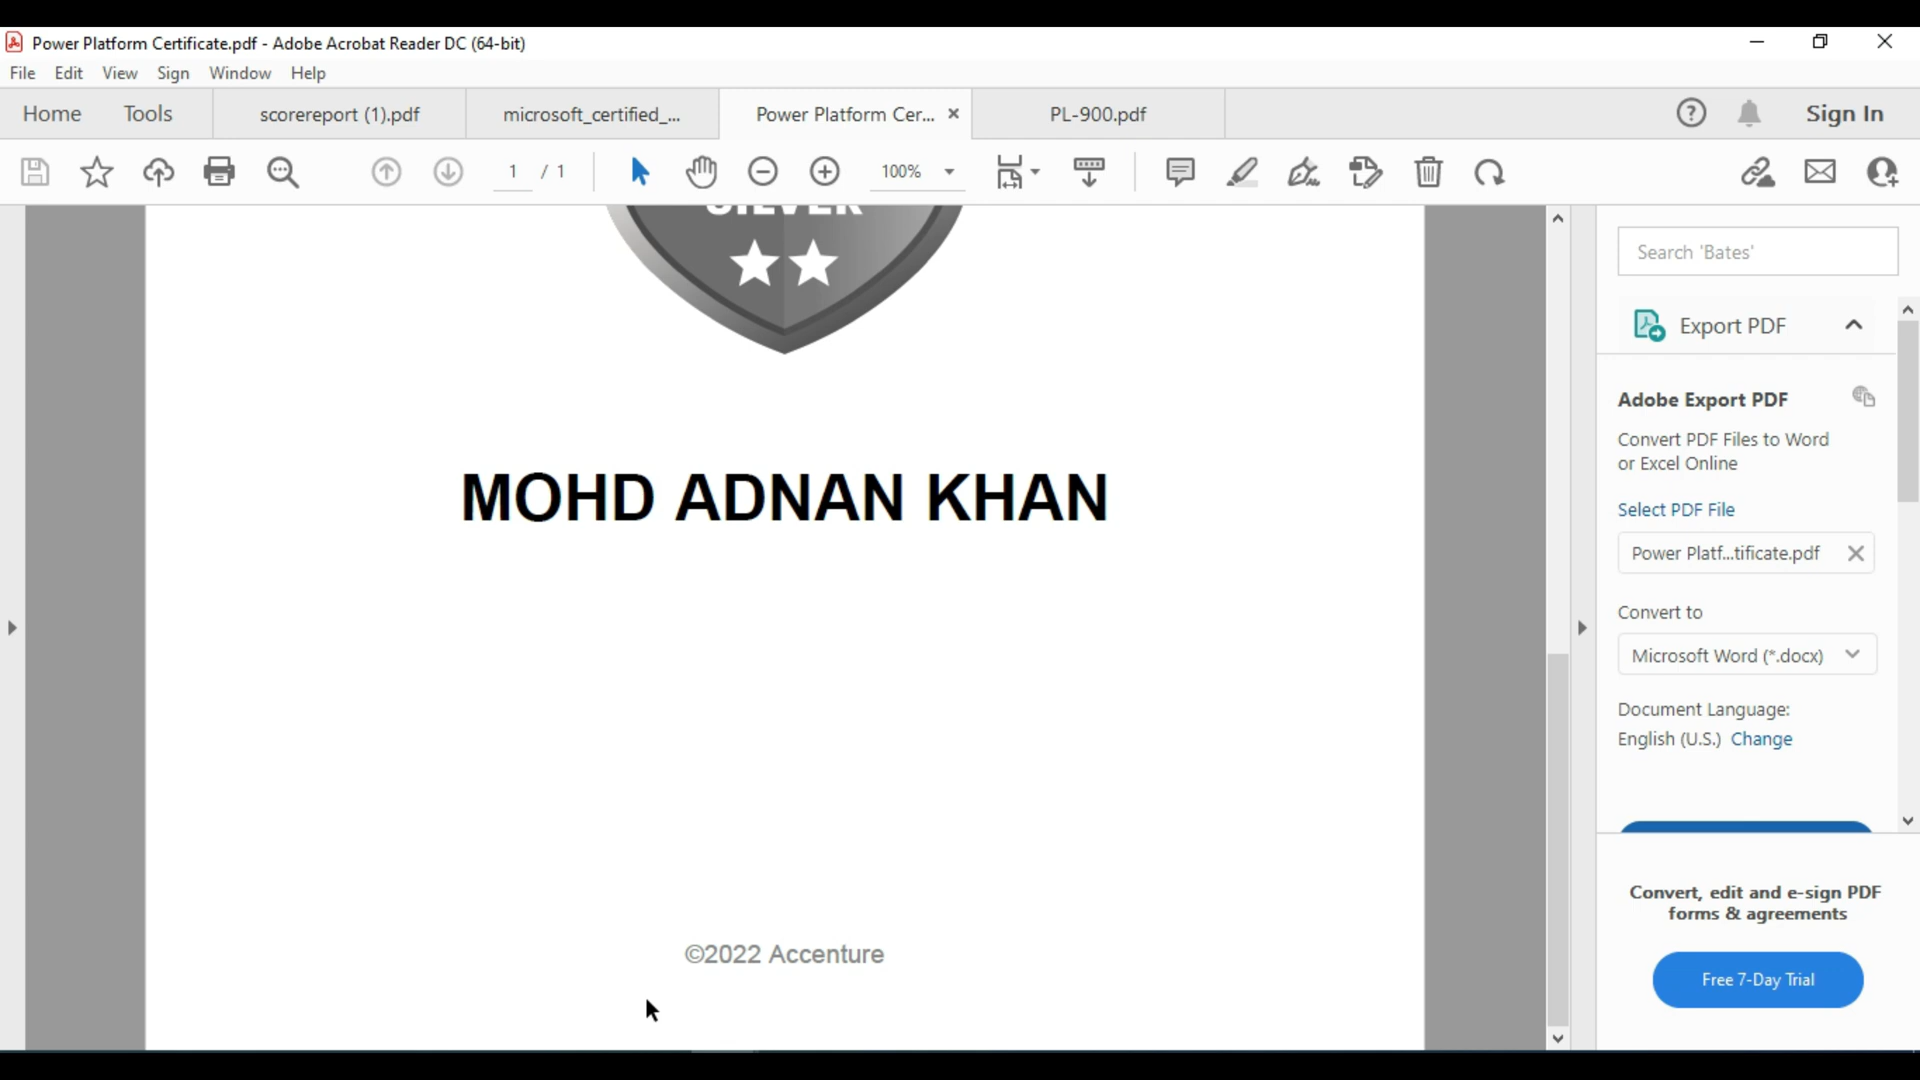 Power Platform Certificate.pdf - Adobe Acrobat Reader DC (64-bit)
File Edit View Sign Window Help
Home Tools scorereport (1).pdf microsoft_certified_... Power Platform Cer... PL-900.pdf Sign In
1 / 1 100%
SILVER
MOHD ADNAN KHAN
©2022 Accenture
Search 'Bates'
Export PDF
Adobe Export PDF
Convert PDF Files to Word
or Excel Online
Select PDF File
Power Platf...tificate.pdf
Convert to
Microsoft Word (*.docx)
Document Language:
English (U.S.) Change
Convert, edit and e-sign PDF
forms & agreements
Free 7-Day Trial